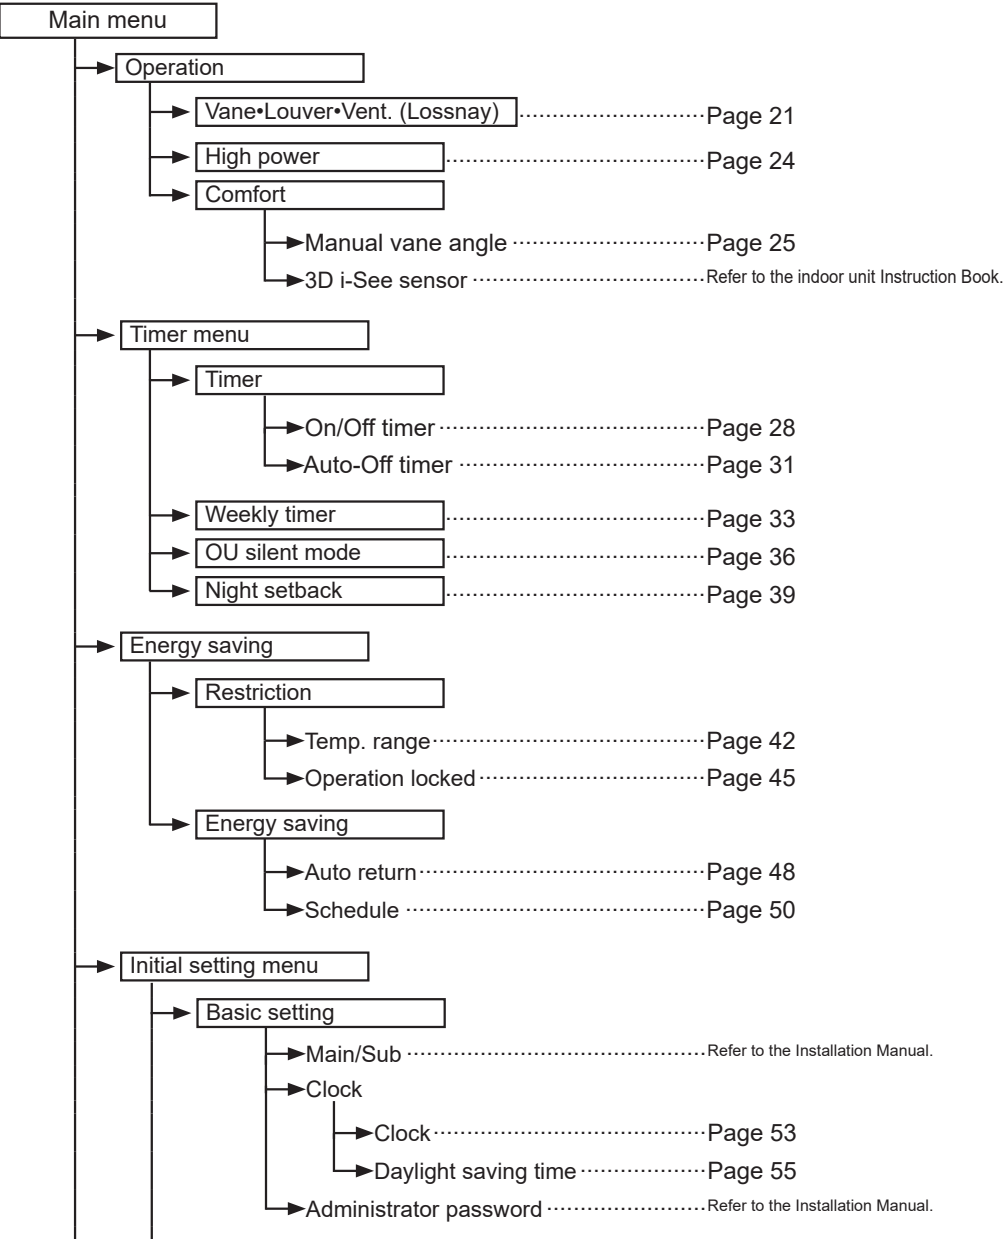 Main menu
Operation
Vane•Louver•Vent. (Lossnay) Page 21
High power Page 24
Comfort
Manual vane angle Page 25
3D i-See sensor Refer to the indoor unit Instruction Book.
Timer menu
Timer
On/Off timer Page 28
Auto-Off timer Page 31
Weekly timer Page 33
OU silent mode Page 36
Night setback Page 39
Energy saving
Restriction
Temp. range Page 42
Operation locked Page 45
Energy saving
Auto return Page 48
Schedule Page 50
Initial setting menu
Basic setting
Main/Sub Refer to the Installation Manual.
Clock
Clock Page 53
Daylight saving time Page 55
Administrator password Refer to the Installation Manual.